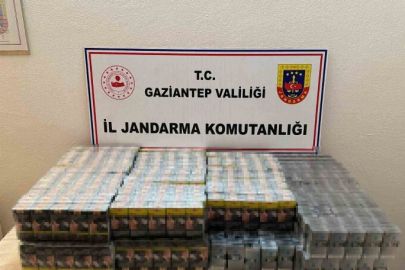 T.C.
GAZİANTEP VALİLİĞİ
İL JANDARMA KOMUTANLIĞI